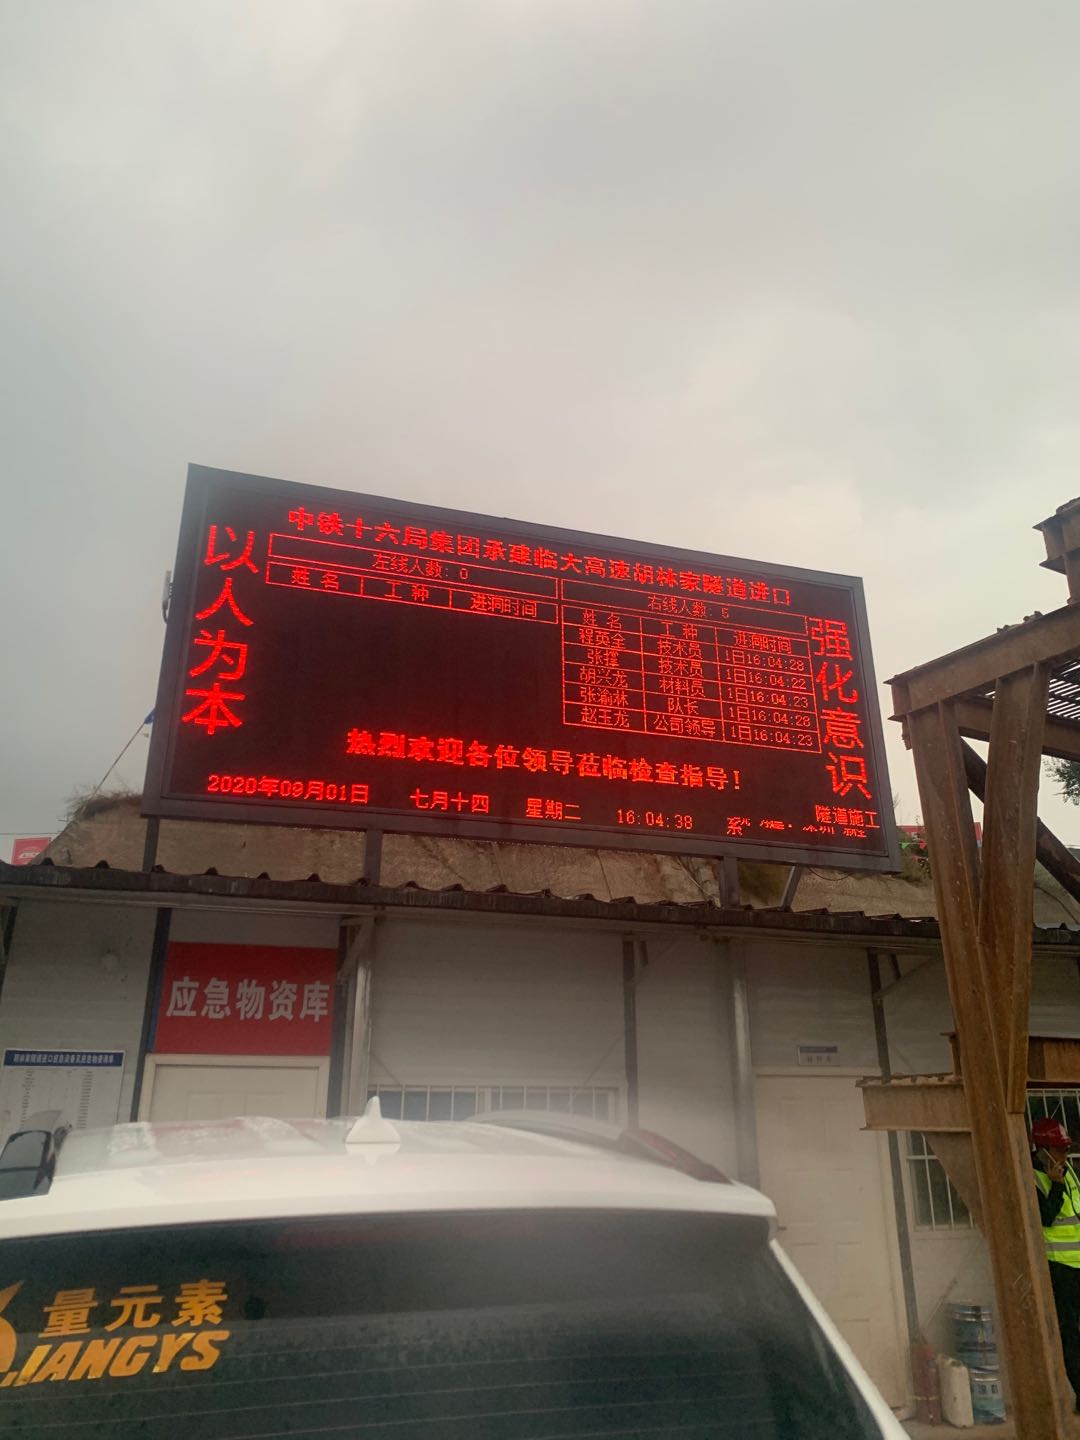 中铁十六局集团承建临大高速胡林家隧道进口
以人为本
左线人数: 0
姓 名 工 种 进洞时间
右线人数: 5
姓 名 工 种 进洞时间
程英全 技术员 1日16:04:28
张撑 技术员 1日16:04:22
胡兴龙 材料员 1日16:04:23
张瀹林 队长 1日16:04:28
赵玉龙 公司领导 1日16:04:23
强化意识
热烈欢迎各位领导莅临检查指导!
2020年09月01日 七月十四 星期二 16:04:38
隧道施工
应急物资库
量元素
LIANGYS